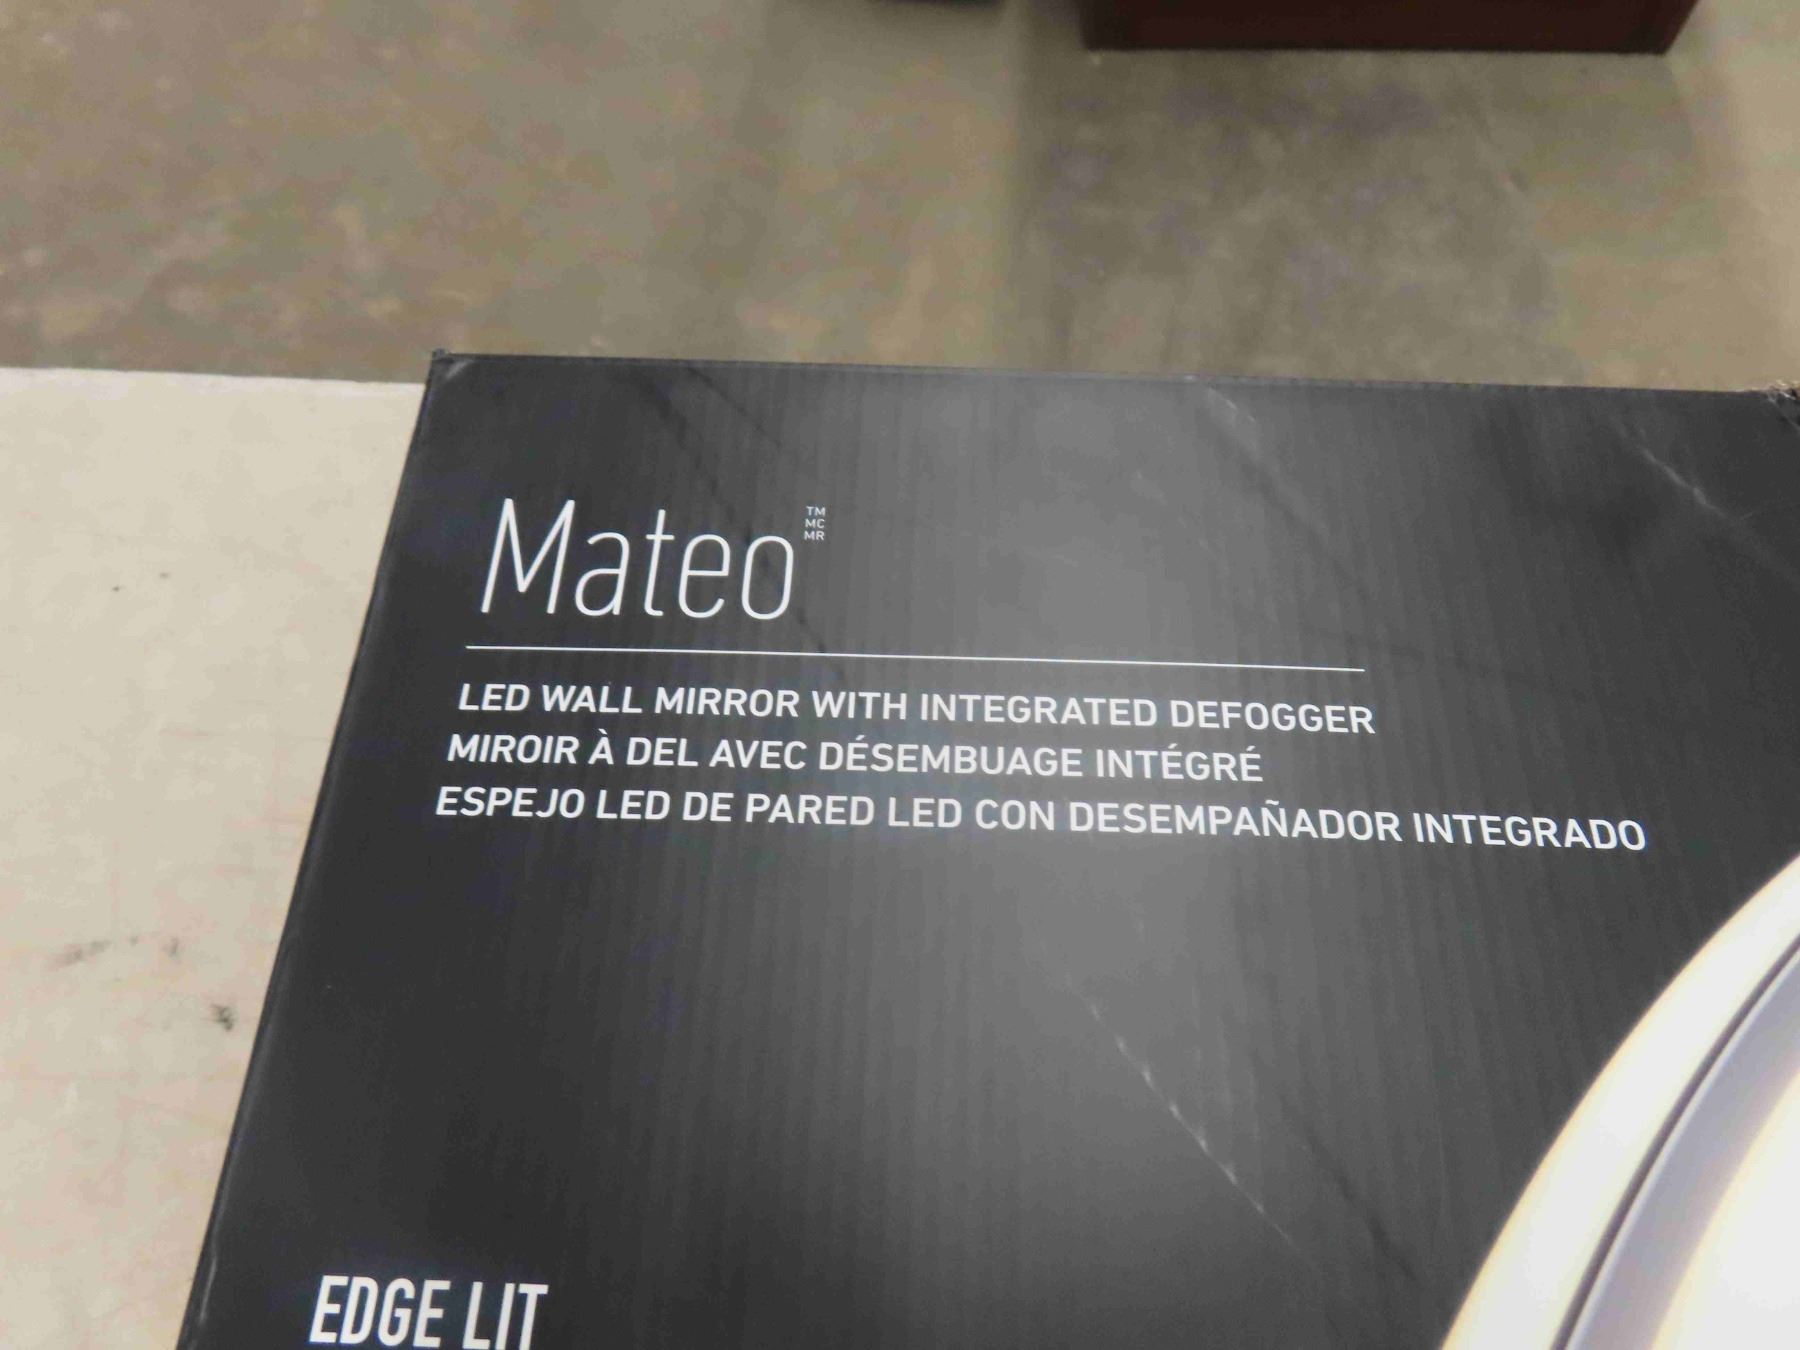 Mateo
TM
MC
MR
LED WALL MIRROR WITH INTEGRATED DEFOGGER
MIROIR À DEL AVEC DÉSEMBUAGE INTÉGRÉ
ESPEJO LED DE PARED LED CON DESEMPAÑADOR INTEGRADO
EDGE LIT